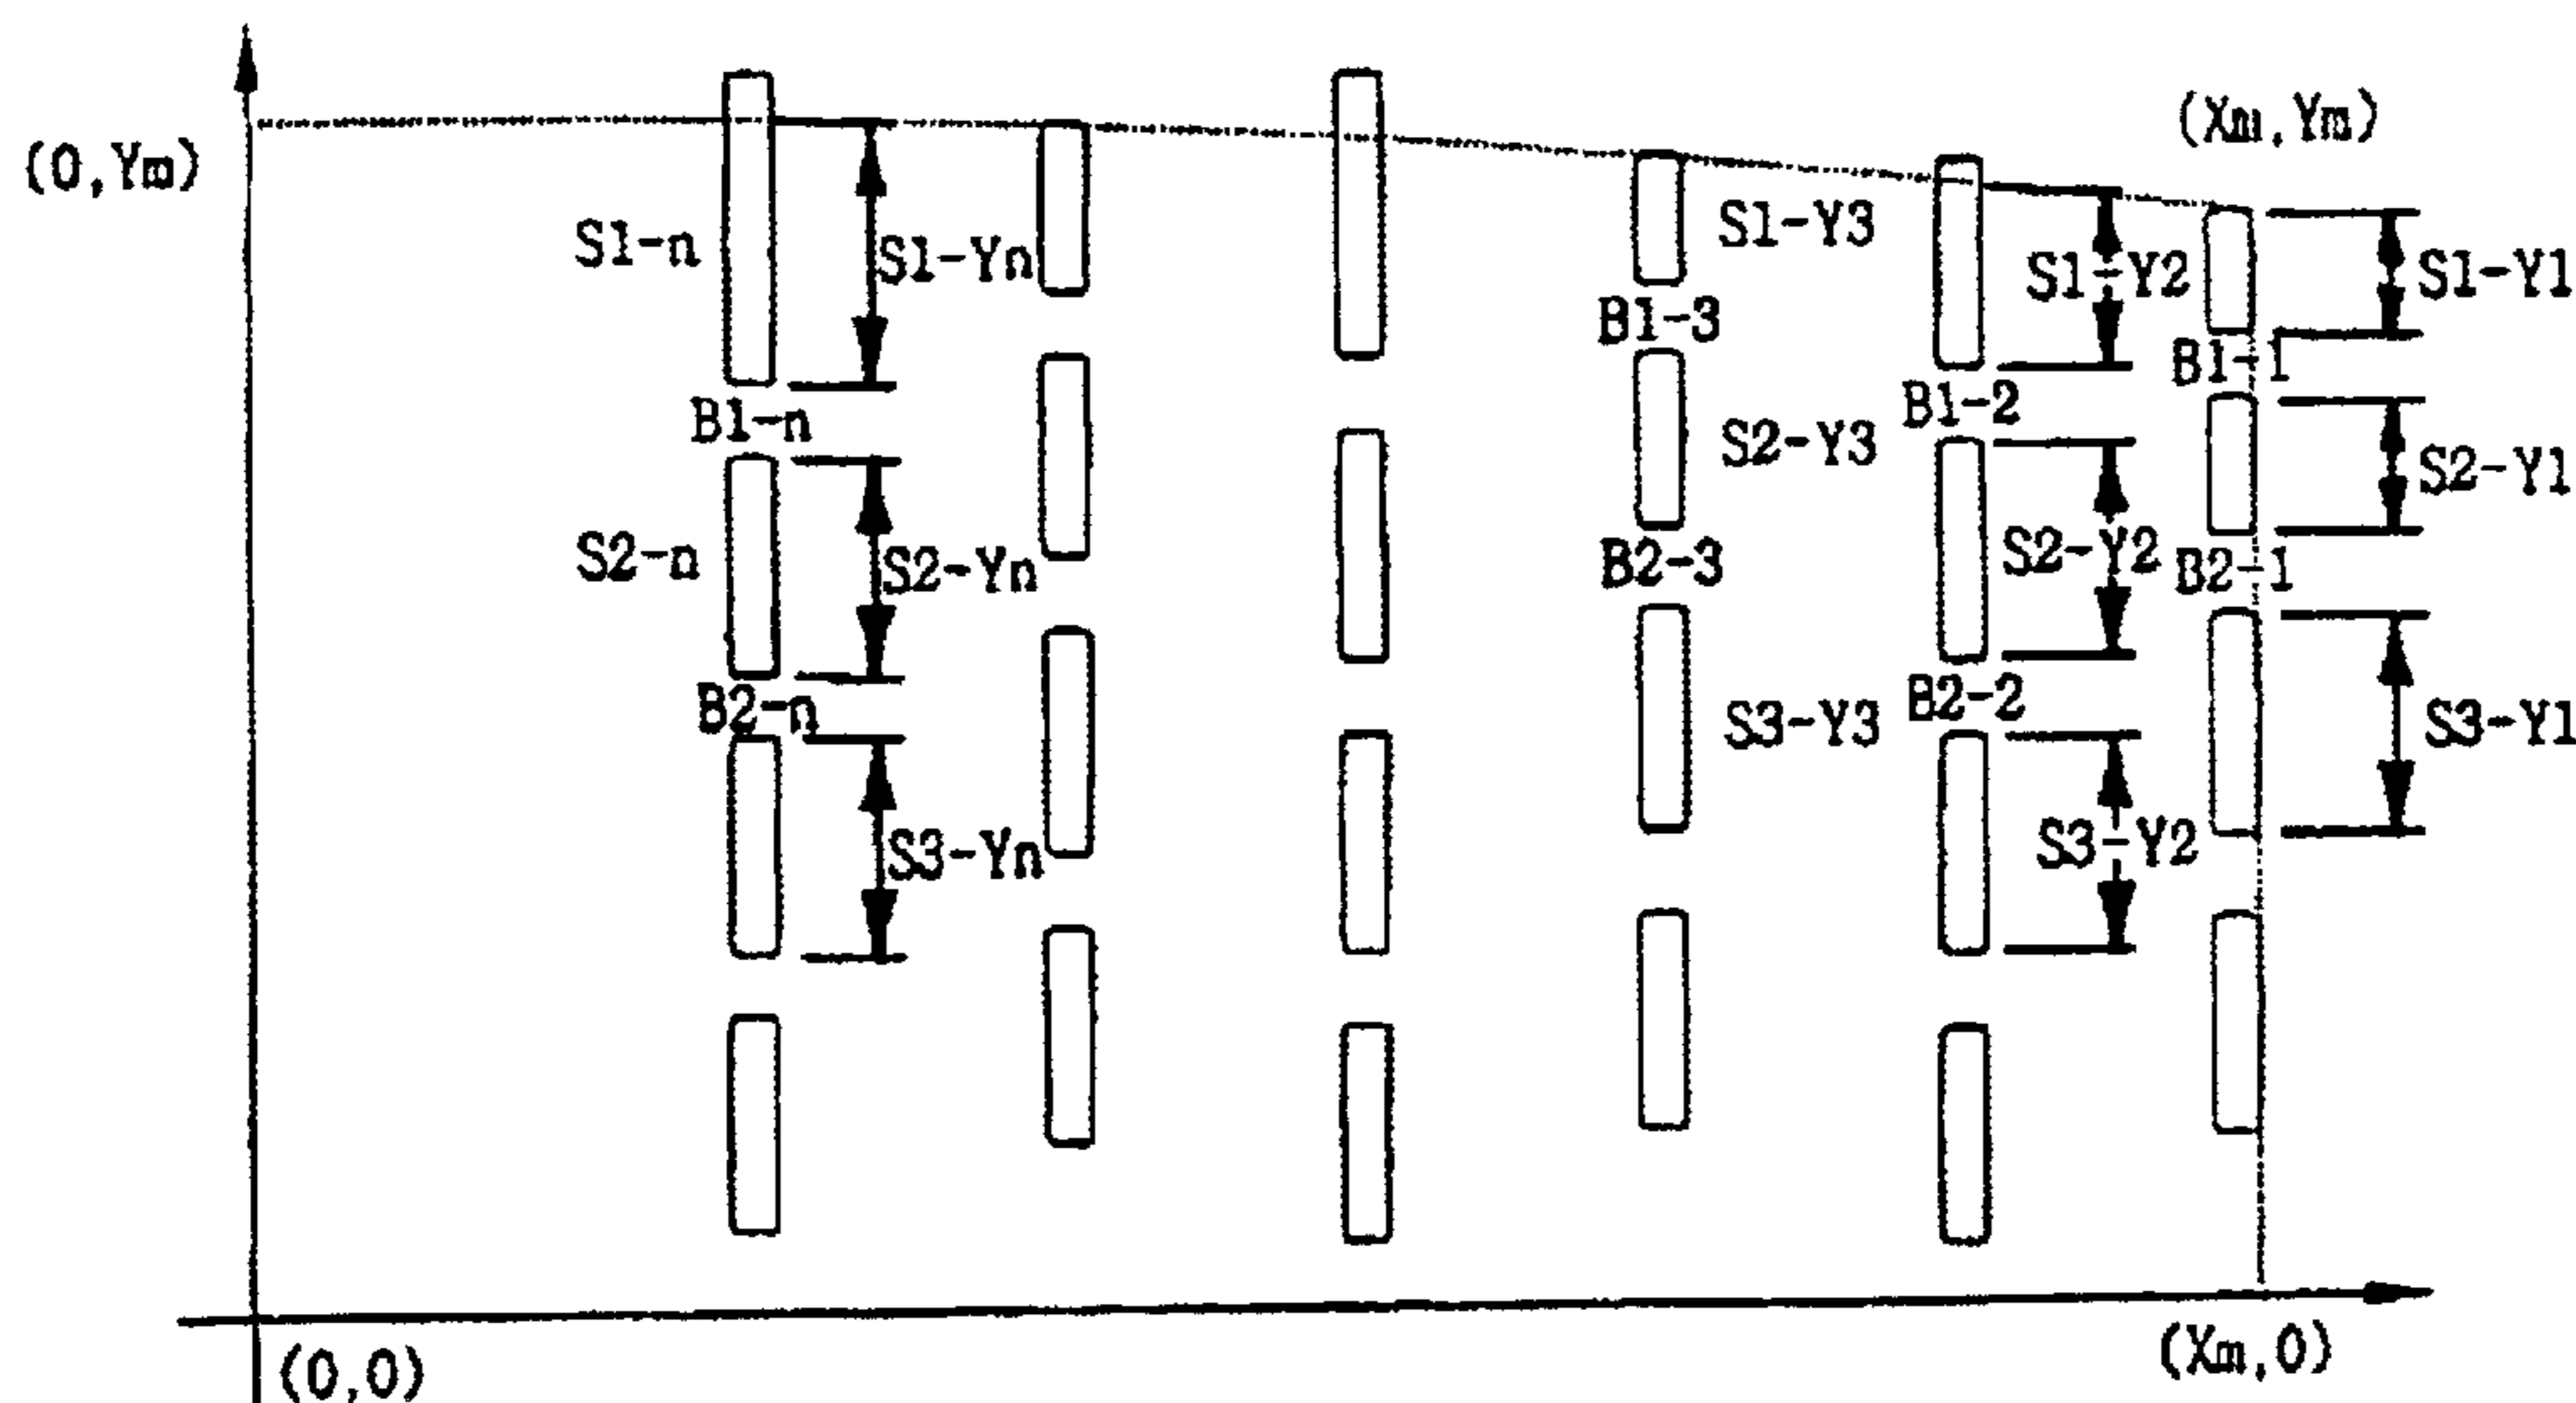 (Xm,Ym)
(0,Ym)
S1-n
S1-Yn
S1-Y3
S1-Y2
S1-Y1
B1-3
B1-1
B1-n
B1-2
S2-Y3
S2-Y1
S2-n
S2-Yn
B2-3
S2-Y2
B2-1
B2-n
S3-Y3
B2-2
S3-Y1
S3-Yn
S3-Y2
(0,0)
(Xm,0)